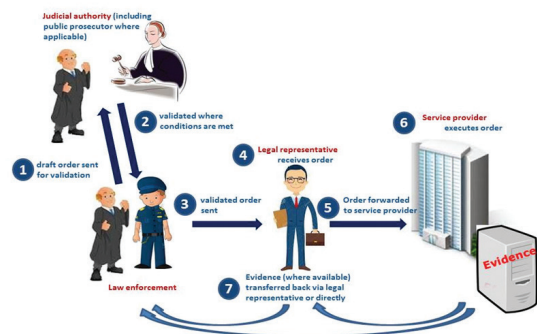 Judicial authority (including
public prosecutor where
applicable)
2
validated where
conditions are met
1
draft order sent
for validation
Law enforcement
3
validated order
sent
4
Legal representative
receives order
5
Order forwarded
to service provider
6
Service provider
executes order
Evidence
7
Evidence (where available)
transferred back via legal
representative or directly